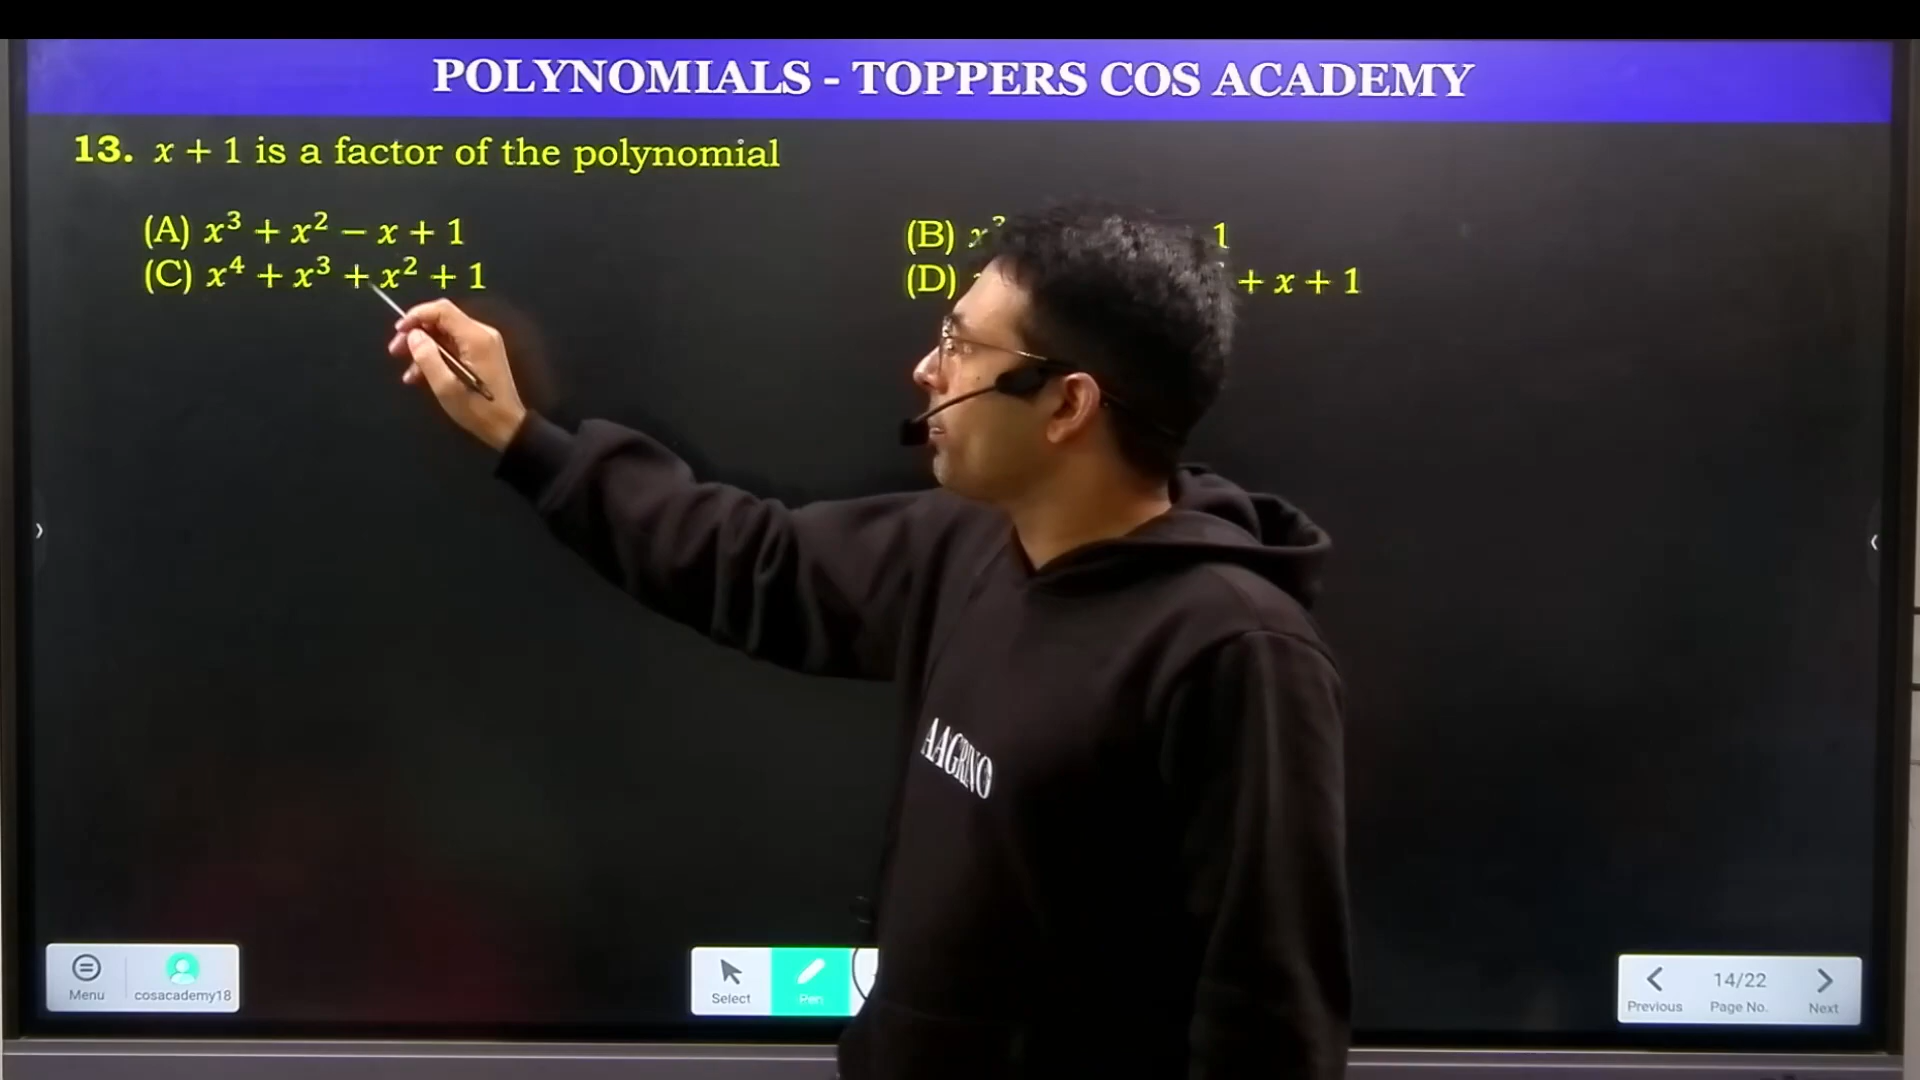 POLYNOMIALS - TOPPERS COS ACADEMY
13. x + 1 is a factor of the polynomial
(A) x³ + x² − x + 1
(B) x³ 1
(C) x⁴ + x³ + x² + 1
(D) + x + 1
AAGRINO
Menu
cosacademy18
Select
Pen
Previous
14/22
Page No.
Next